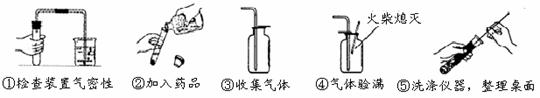 火柴熄灭
①检查装置气密性
②加入药品
③收集气体
④气体验满
⑤洗涤仪器，整理桌面